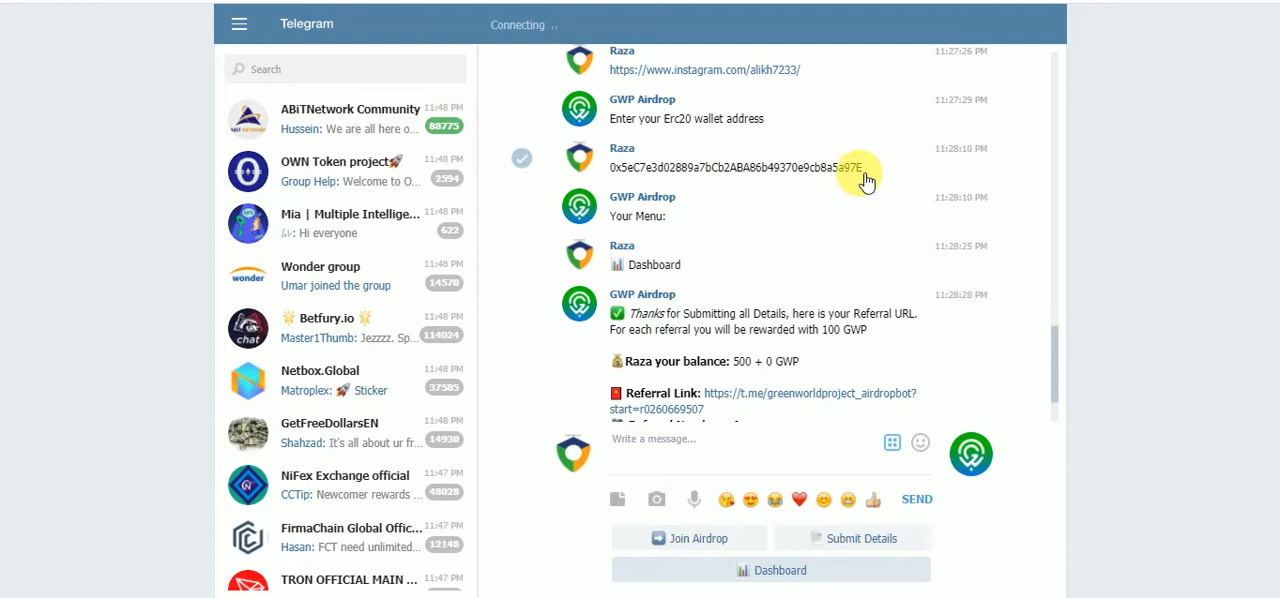 Telegram
Connecting ...
Search
ABiTNetwork Community 11:48 PM
Hussein: We are all here o... 88775
OWN Token project🚀 11:48 PM
Group Help: Welcome to O... 2594
Mia | Multiple Intellige... 11:48 PM
Hi everyone 622
Wonder group 11:48 PM
wonder
Umar joined the group 14570
🌟 Betfury.io 🌟 11:48 PM
chat
Master1Thumb: Jezzzz. Sp... 114024
Netbox.Global 11:48 PM
Matroplex: 🚀 Sticker 37585
GetFreeDollarsEN 11:48 PM
Shahzad: It's all about ur fr... 14930
NiFex Exchange official 11:47 PM
CCTip: Newcomer rewards ... 48028
FirmaChain Global Offic... 11:47 PM
Hasan: FCT need unlimited... 12148
TRON OFFICIAL MAIN ... 11:47 PM
Raza 11:27:26 PM
https://www.instagram.com/alikh7233/
GWP Airdrop 11:27:29 PM
Enter your Erc20 wallet address
Raza 11:28:10 PM
0x5eC7e3d02889a7bCb2ABA86b49370e9cb8a5a97E
GWP Airdrop 11:28:10 PM
Your Menu:
Raza 11:28:25 PM
📊 Dashboard
GWP Airdrop 11:28:28 PM
✅ Thanks for Submitting all Details, here is your Referral URL.
For each referral you will be rewarded with 100 GWP
💰Raza your balance: 500 + 0 GWP
🧧 Referral Link: https://t.me/greenworldproject_airdropbot?
start=r0260669507
Write a message...
SEND
➡️ Join Airdrop
📄 Submit Details
📊 Dashboard